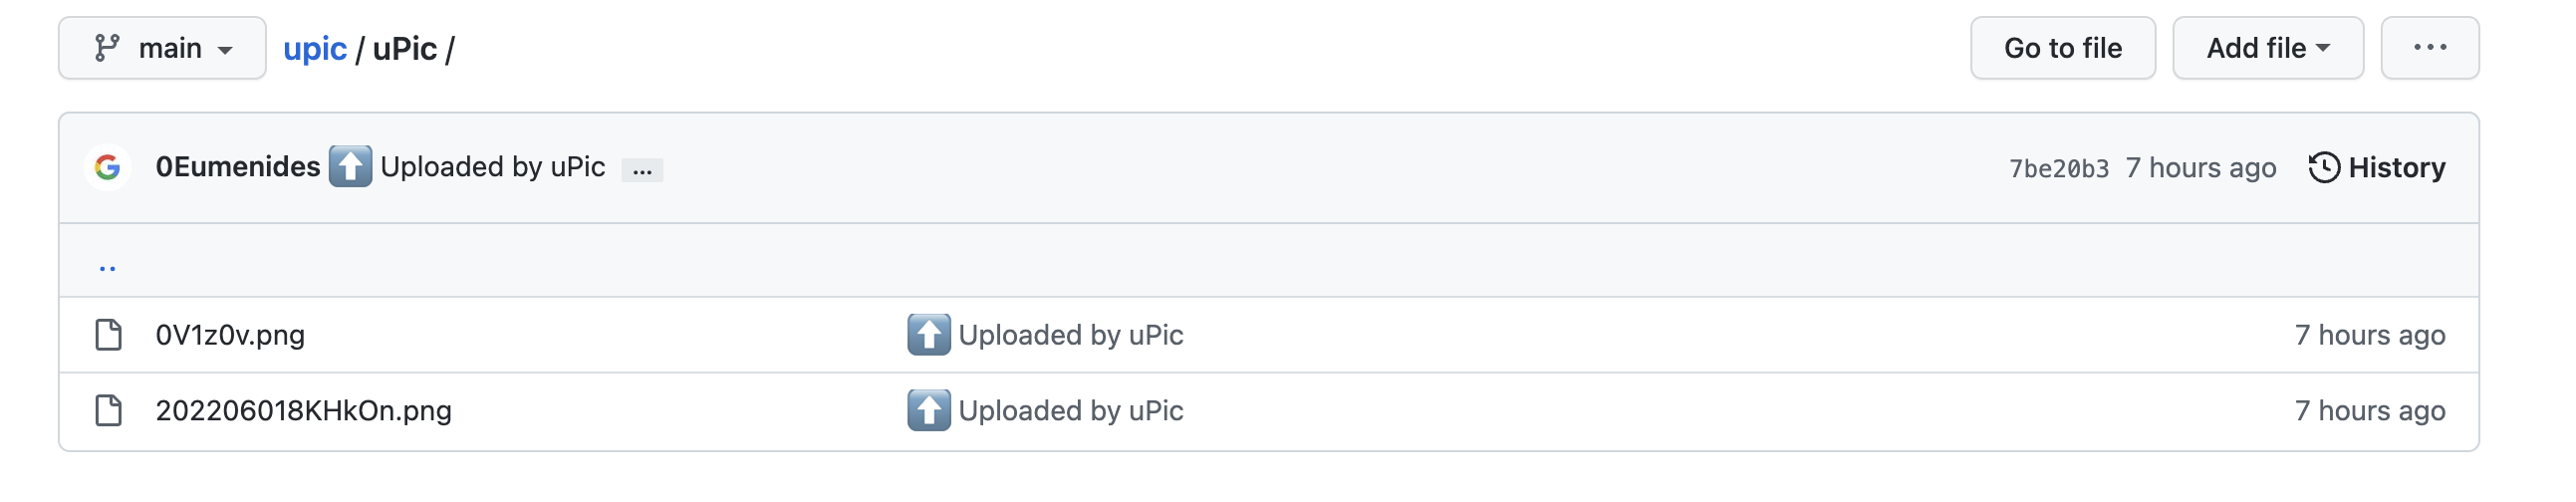 main upic / uPic / Go to file Add file ...
0Eumenides Uploaded by uPic ... 7be20b3 7 hours ago History
..
0V1z0v.png Uploaded by uPic 7 hours ago
202206018KHkOn.png Uploaded by uPic 7 hours ago